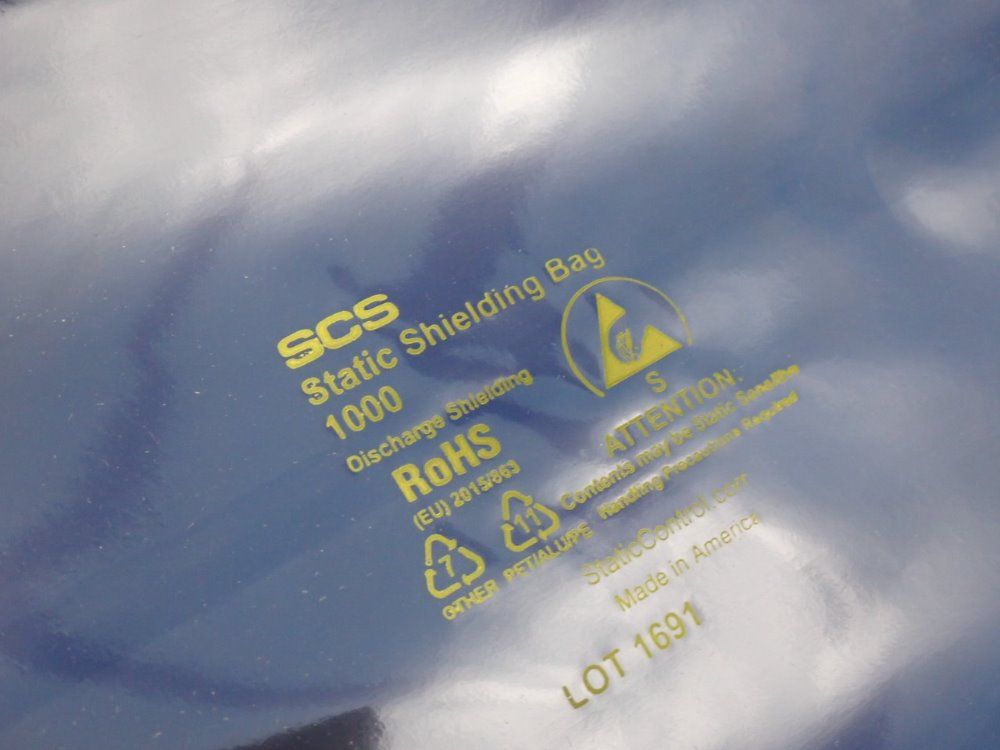 SCS
Static Shielding Bag
1000
Discharge Shielding
RoHS
(EU) 2015/863
7
OTHER
11
PET/AL/PE
S
ATTENTION:
Contents may be Static Sensitive
Handling Precautions Required
StaticControl.com
Made in America
LOT 1691